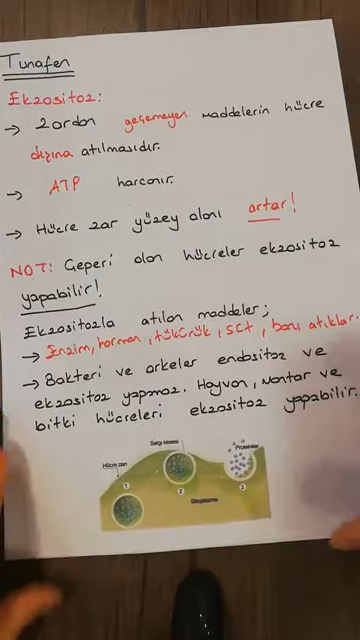 Tunafen
Ekzositoz:
→ Zardan geçemeyen maddelerin hücre
dışına atılmasıdır.
→ ATP harcanır.
→ Hücre zar yüzey alanı artar!
NOT: Çeperi olan hücreler ekzositoz
yapabilir!
Ekzositozla atılan maddeler;
→ Enzim, hormon, tükürük, süt, bazı atıklar.
→ Bakteri ve arkeler endositoz ve
ekzositoz yapmaz. Hayvan, mantar ve
bitki hücreleri ekzositoz yapabilir.
Salgı kesesi
Proteinler
Hücre zarı
1
2
3
Sitoplazma